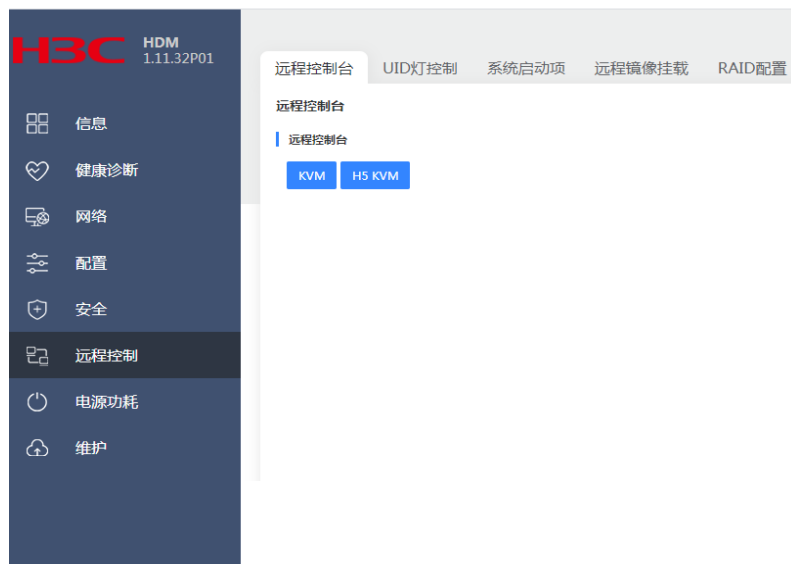 H3C
HDM
1.11.32P01
信息
健康诊断
网络
配置
安全
远程控制
电源功耗
维护
远程控制台 UID灯控制 系统启动项 远程镜像挂载 RAID配置
远程控制台
远程控制台
KVM H5 KVM